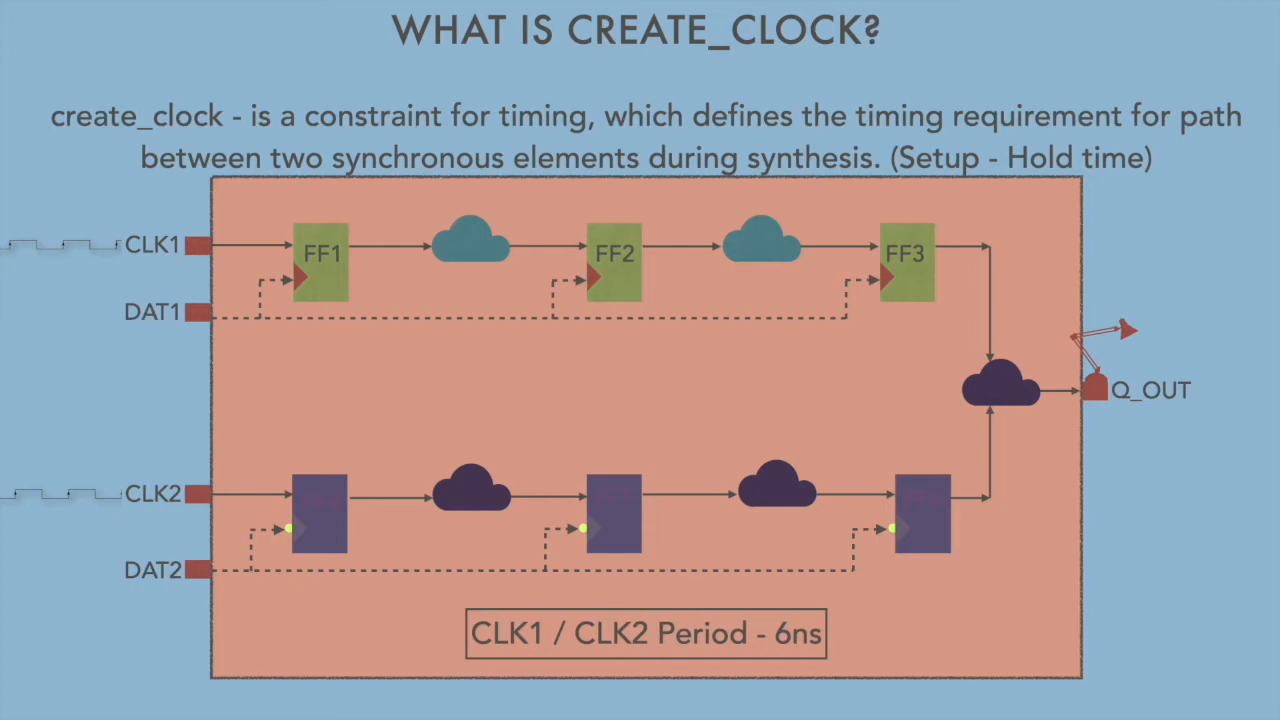 WHAT IS CREATE_CLOCK?
create_clock - is a constraint for timing, which defines the timing requirement for path
between two synchronous elements during synthesis. (Setup - Hold time)
CLK1
FF1
FF2
FF3
DAT1
Q_OUT
CLK2
DAT2
CLK1 / CLK2 Period - 6ns